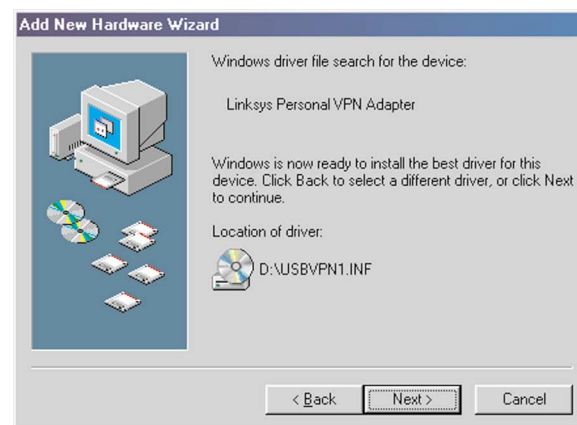 Add New Hardware Wizard
Windows driver file search for the device:
Linksys Personal VPN Adapter
Windows is now ready to install the best driver for this
device. Click Back to select a different driver, or click Next
to continue.
Location of driver:
D:\USBVPN1.INF
< Back
Next >
Cancel